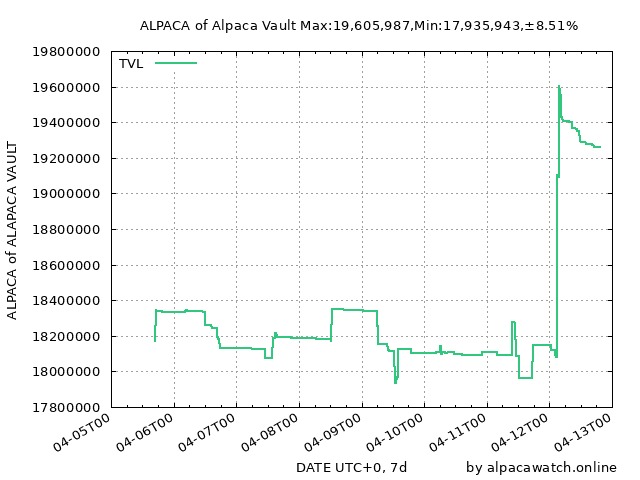 ALPACA of Alpaca Vault Max:19,605,987,Min:17,935,943,±8.51%
TVL
ALPACA of ALAPACA VAULT
19800000
19600000
19400000
19200000
19000000
18800000
18600000
18400000
18200000
18000000
17800000
04-05T00
04-06T00
04-07T00
04-08T00
04-09T00
04-10T00
04-11T00
04-12T00
04-13T00
DATE UTC+0, 7d
by alpacawatch.online